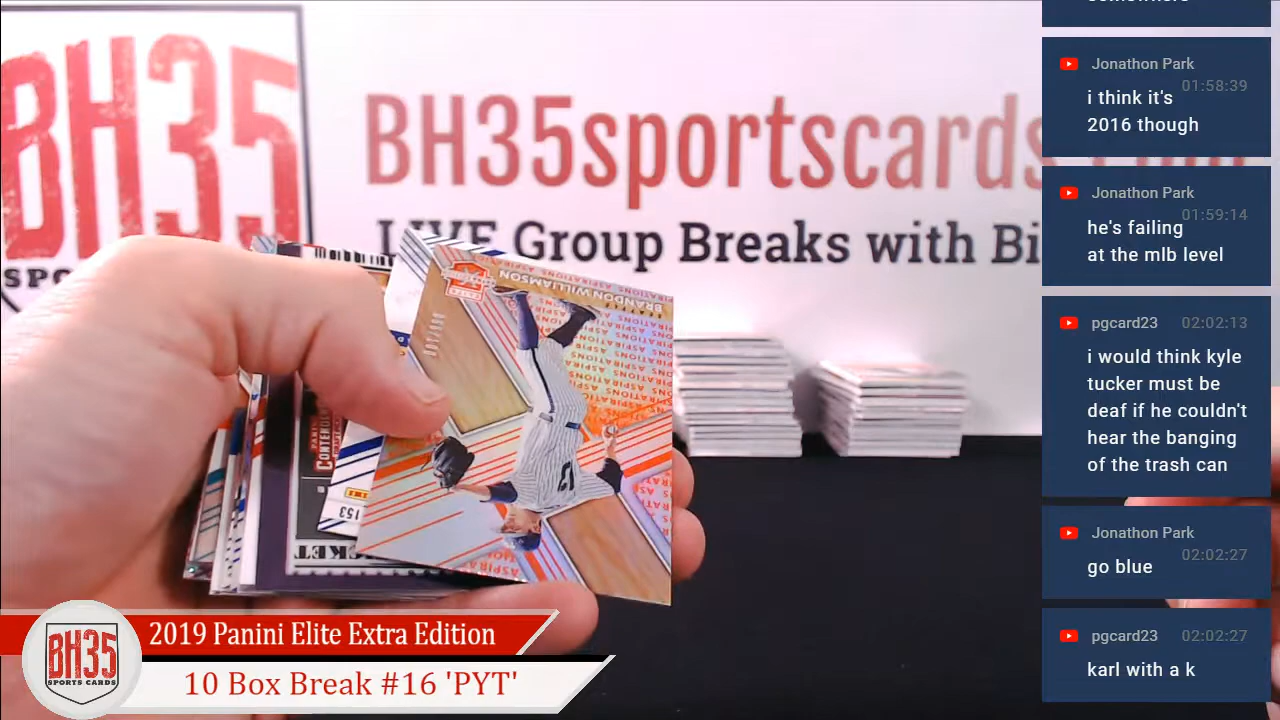 BH35
SPO
BH35sportscards
LIVE Group Breaks with Bi
BRANDON WILLIAMSON
SEATTLE
ASPIRATIONS ASPIRATIONS
153
Jonathon Park
01:58:39
i think it's
2016 though
Jonathon Park
01:59:14
he's failing
at the mlb level
pgcard23 02:02:13
i would think kyle
tucker must be
deaf if he couldn't
hear the banging
of the trash can
Jonathon Park
02:02:27
go blue
pgcard23 02:02:27
karl with a k
BH35
SPORTS CARDS
2019 Panini Elite Extra Edition
10 Box Break #16 'PYT'